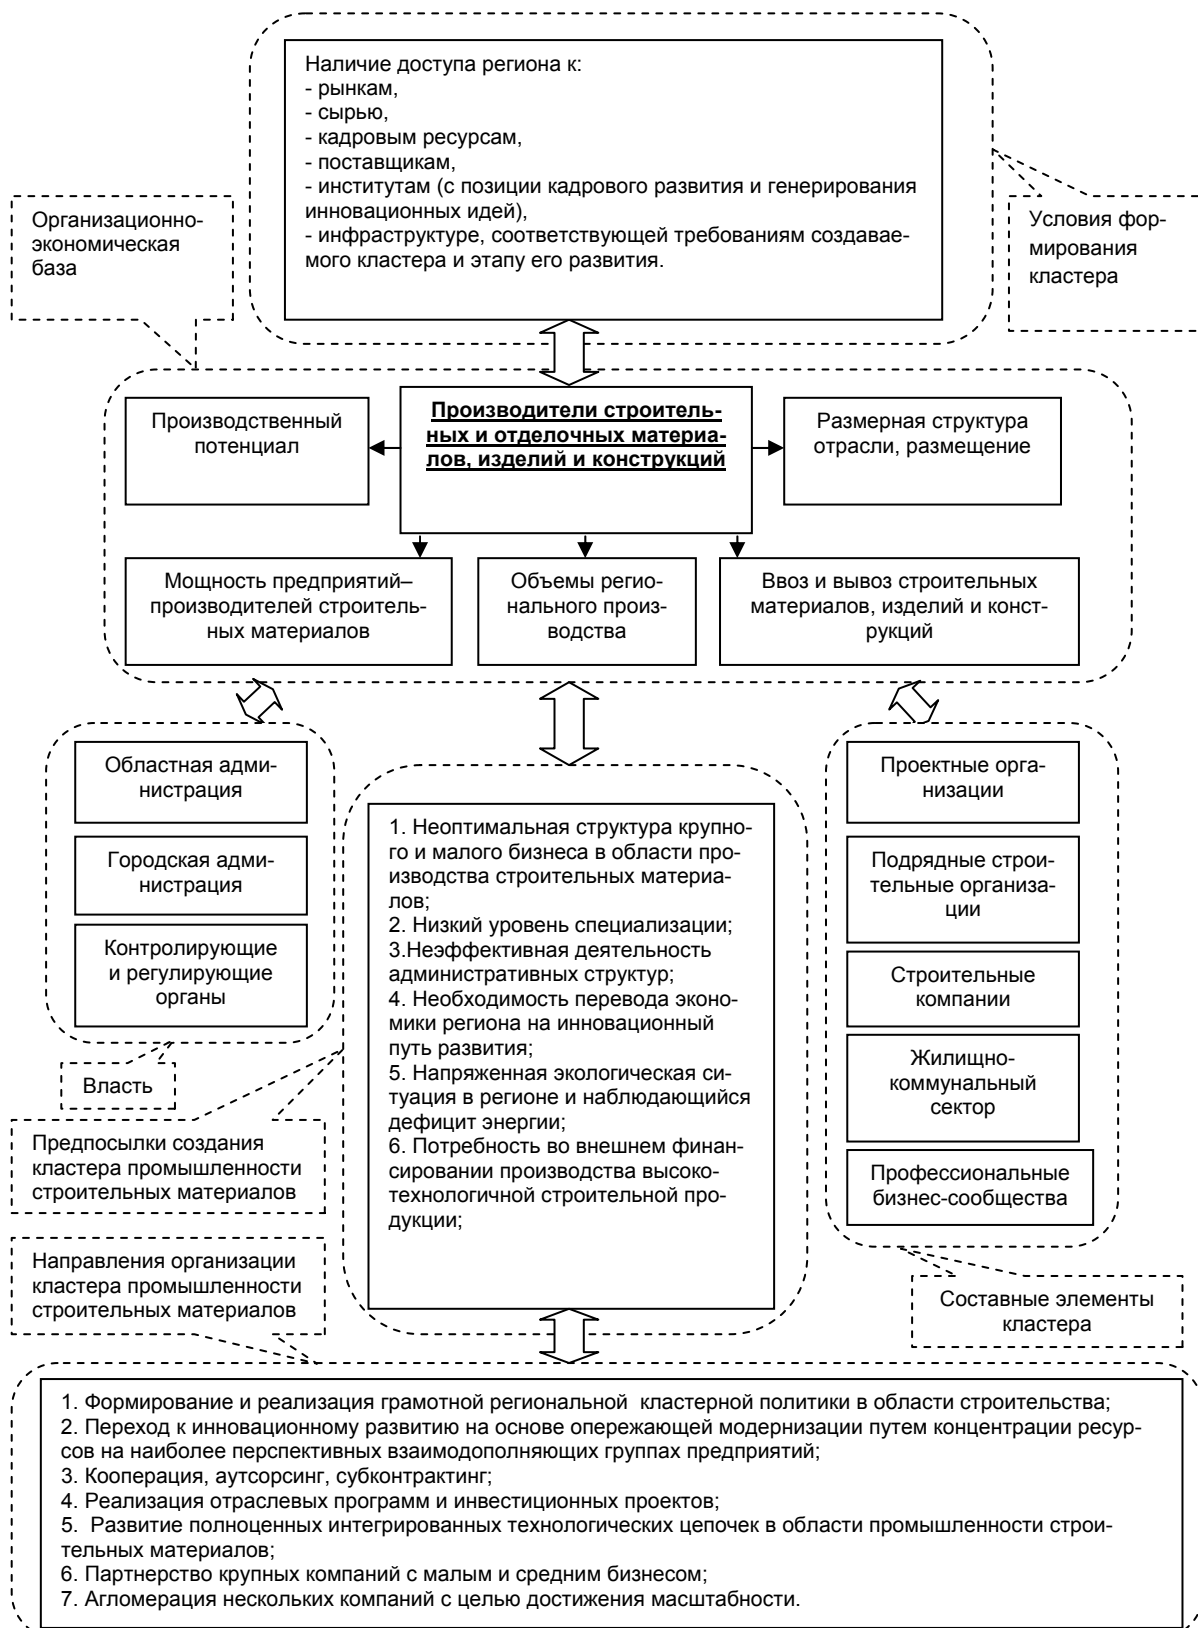 Наличие доступа региона к:
- рынкам,
- сырью,
- кадровым ресурсам,
- поставщикам,
- институтам (с позиции кадрового развития и генерирования
инновационных идей),
- инфраструктуре, соответствующей требованиям создавае-
мого кластера и этапу его развития.
Организационно-
экономическая
база
Условия фор-
мирования
кластера
Производственный
потенциал
Производители строитель-
ных и отделочных материа-
лов, изделий и конструкций
Размерная структура
отрасли, размещение
Мощность предприятий–
производителей строитель-
ных материалов
Объемы регио-
нального произ-
водства
Ввоз и вывоз строительных
материалов, изделий и конст-
рукций
Областная адми-
нистрация
Городская адми-
нистрация
Контролирующие
и регулирующие
органы
Власть
1. Неоптимальная структура крупно-
го и малого бизнеса в области про-
изводства строительных материа-
лов;
2. Низкий уровень специализации;
3.Неэффективная деятельность
административных структур;
4. Необходимость перевода эконо-
мики региона на инновационный
путь развития;
5. Напряженная экологическая си-
туация в регионе и наблюдающийся
дефицит энергии;
6. Потребность во внешнем финан-
сировании производства высоко-
технологичной строительной про-
дукции;
Проектные орга-
низации
Подрядные строи-
тельные организа-
ции
Строительные
компании
Жилищно-
коммунальный
сектор
Профессиональные
бизнес-сообщества
Предпосылки создания
кластера промышленности
строительных материалов
Направления организации
кластера промышленности
строительных материалов
Составные элементы
кластера
1. Формирование и реализация грамотной региональной  кластерной политики в области строительства;
2. Переход к инновационному развитию на основе опережающей модернизации путем концентрации ресур-
сов на наиболее перспективных взаимодополняющих группах предприятий;
3. Кооперация, аутсорсинг, субконтрактинг;
4. Реализация отраслевых программ и инвестиционных проектов;
5.  Развитие полноценных интегрированных технологических цепочек в области промышленности строи-
тельных материалов;
6. Партнерство крупных компаний с малым и средним бизнесом;
7. Агломерация нескольких компаний с целью достижения масштабности.